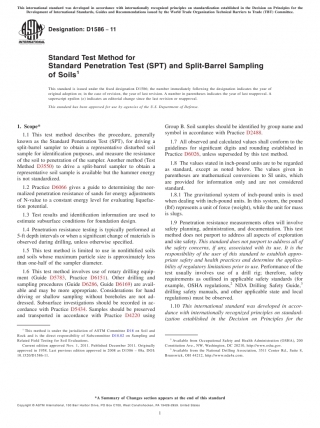 This international standard was developed in accordance with internationally recognized principles on standardization established in the Decision on Principles for the
Development of International Standards, Guides and Recommendations issued by the World Trade Organization Technical Barriers to Trade (TBT) Committee.
Designation: D1586 − 11
INTERNATIONAL
Standard Test Method for
Standard Penetration Test (SPT) and Split-Barrel Sampling
of Soils1
This standard is issued under the fixed designation D1586; the number immediately following the designation indicates the year of
original adoption or, in the case of revision, the year of last revision. A number in parentheses indicates the year of last reapproval. A
superscript epsilon (ε) indicates an editorial change since the last revision or reapproval.
This standard has been approved for use by agencies of the U.S. Department of Defense.
1. Scope*
1.1 This test method describes the procedure, generally
known as the Standard Penetration Test (SPT), for driving a
split-barrel sampler to obtain a representative disturbed soil
sample for identification purposes, and measure the resistance
of the soil to penetration of the sampler. Another method (Test
Method D3550) to drive a split-barrel sampler to obtain a
representative soil sample is available but the hammer energy
is not standardized.
1.2 Practice D6066 gives a guide to determining the nor-
malized penetration resistance of sands for energy adjustments
of N-value to a constant energy level for evaluating liquefac-
tion potential.
1.3 Test results and identification information are used to
estimate subsurface conditions for foundation design.
1.4 Penetration resistance testing is typically performed at
5-ft depth intervals or when a significant change of materials is
observed during drilling, unless otherwise specified.
1.5 This test method is limited to use in nonlithified soils
and soils whose maximum particle size is approximately less
than one-half of the sampler diameter.
1.6 This test method involves use of rotary drilling equip-
ment (Guide D5783, Practice D6151). Other drilling and
sampling procedures (Guide D6286, Guide D6169) are avail-
able and may be more appropriate. Considerations for hand
driving or shallow sampling without boreholes are not ad-
dressed. Subsurface investigations should be recorded in ac-
cordance with Practice D5434. Samples should be preserved
and transported in accordance with Practice D4220 using
Group B. Soil samples should be identified by group name and
symbol in accordance with Practice D2488.
1.7 All observed and calculated values shall conform to the
guidelines for significant digits and rounding established in
Practice D6026, unless superseded by this test method.
1.8 The values stated in inch-pound units are to be regarded
as standard, except as noted below. The values given in
parentheses are mathematical conversions to SI units, which
are provided for information only and are not considered
standard.
1.8.1 The gravitational system of inch-pound units is used
when dealing with inch-pound units. In this system, the pound
(lbf) represents a unit of force (weight), while the unit for mass
is slugs.
1.9 Penetration resistance measurements often will involve
safety planning, administration, and documentation. This test
method does not purport to address all aspects of exploration
and site safety. This standard does not purport to address all of
the safety concerns, if any, associated with its use. It is the
responsibility of the user of this standard to establish appro-
priate safety and health practices and determine the applica-
bility of regulatory limitations prior to use. Performance of the
test usually involves use of a drill rig; therefore, safety
requirements as outlined in applicable safety standards (for
example, OSHA regulations,2 NDA Drilling Safety Guide,3
drilling safety manuals, and other applicable state and local
regulations) must be observed.
1.10 This international standard was developed in accor-
dance with internationally recognized principles on standard-
ization established in the Decision on Principles for the
1 This method is under the jurisdiction of ASTM Committee D18 on Soil and
Rock and is the direct responsibility of Subcommittee D18.02 on Sampling and
Related Field Testing for Soil Evaluations.
Current edition approved Nov. 1, 2011. Published December 2011. Originally
approved in 1958. Last previous edition approved in 2008 as D1586 – 08a. DOI:
10.1520/D1586-11.
2 Available from Occupational Safety and Health Administration (OSHA), 200
Constitution Ave., NW, Washington, DC 20210, http://www.osha.gov.
3 Available from the National Drilling Association, 3511 Center Rd., Suite 8,
Brunswick, OH 44212, http://www.nda4u.com.
*A Summary of Changes section appears at the end of this standard
Copyright © ASTM International, 100 Barr Harbor Drive, PO Box C700, West Conshohocken, PA 19428-2959. United States
1